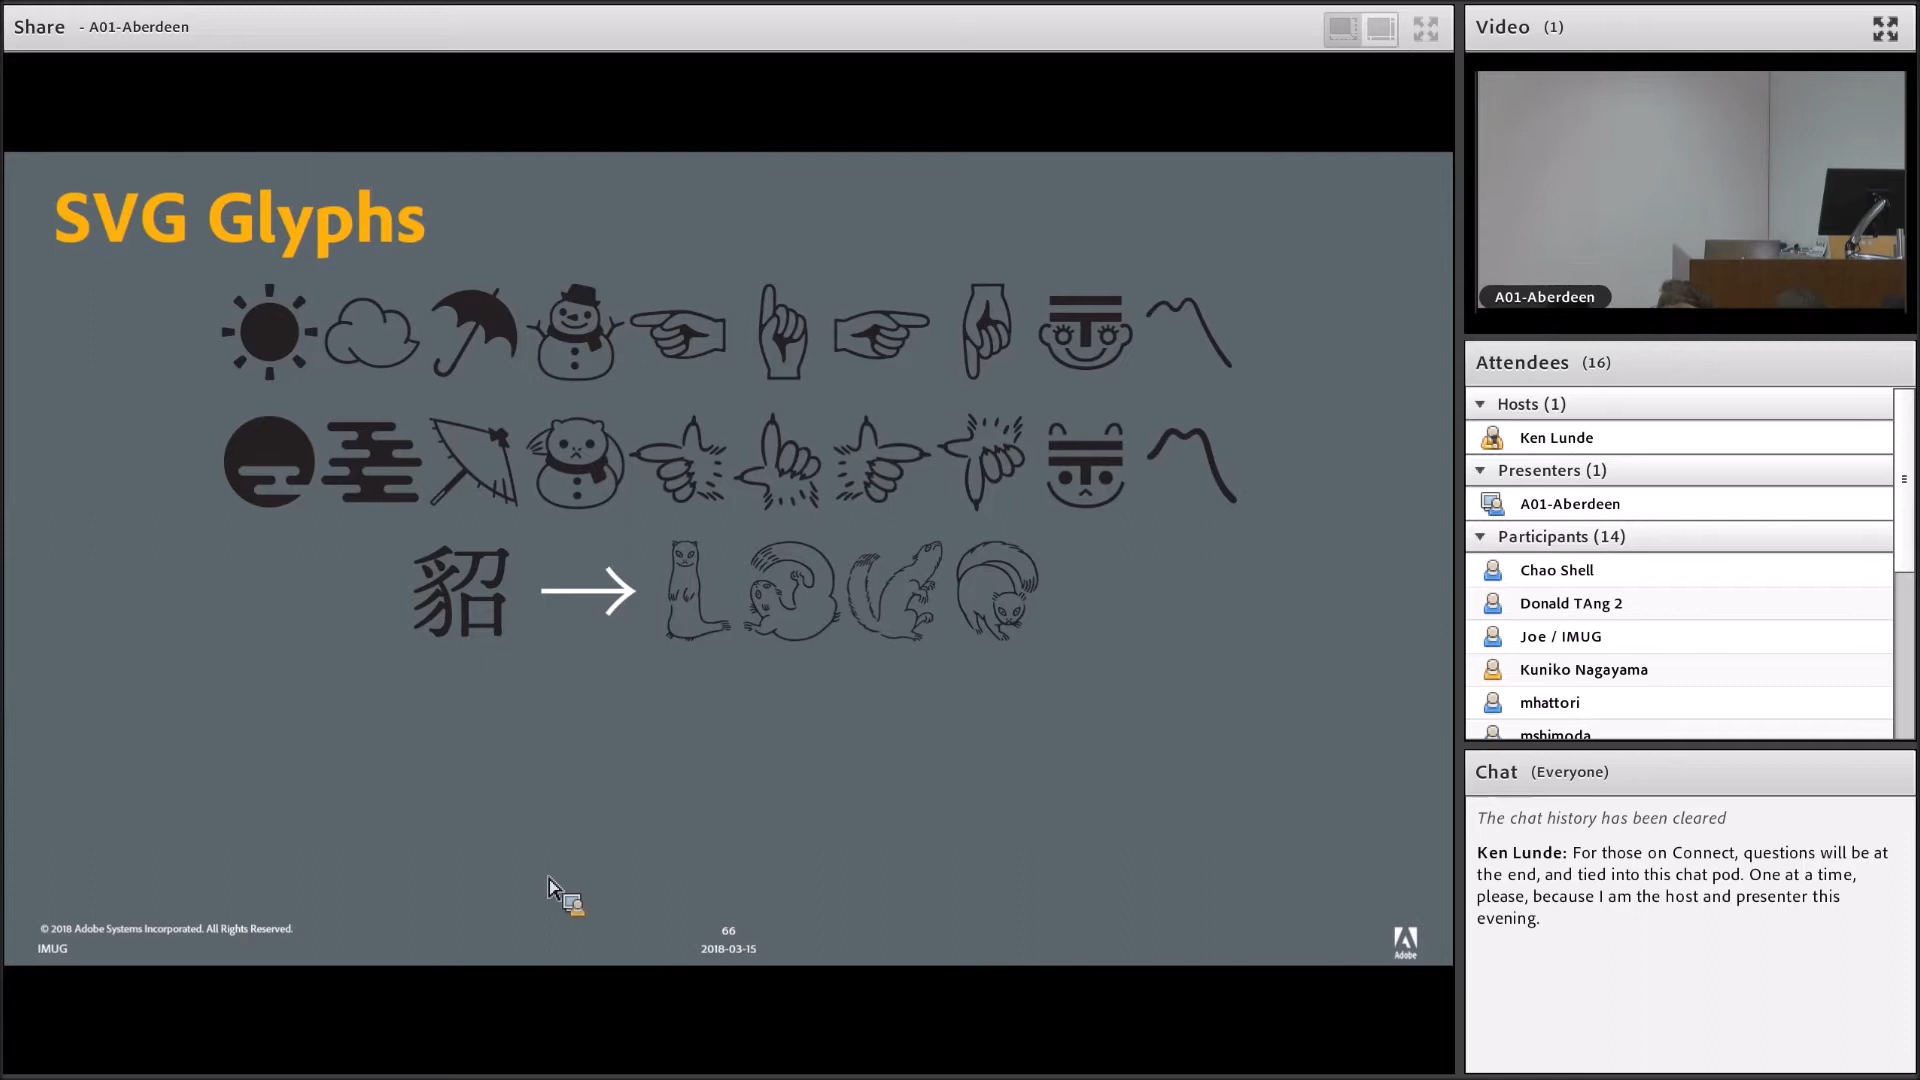 Share - A01-Aberdeen
SVG Glyphs
貂 → LOVE
© 2018 Adobe Systems Incorporated. All Rights Reserved.
IMUG
66
2018-03-15
Adobe
Video (1)
A01-Aberdeen
Attendees (16)
Hosts (1)
Ken Lunde
Presenters (1)
A01-Aberdeen
Participants (14)
Chao Shell
Donald TAng 2
Joe / IMUG
Kuniko Nagayama
mhattori
mshimoda
Chat (Everyone)
The chat history has been cleared
Ken Lunde: For those on Connect, questions will be at
the end, and tied into this chat pod. One at a time,
please, because I am the host and presenter this
evening.